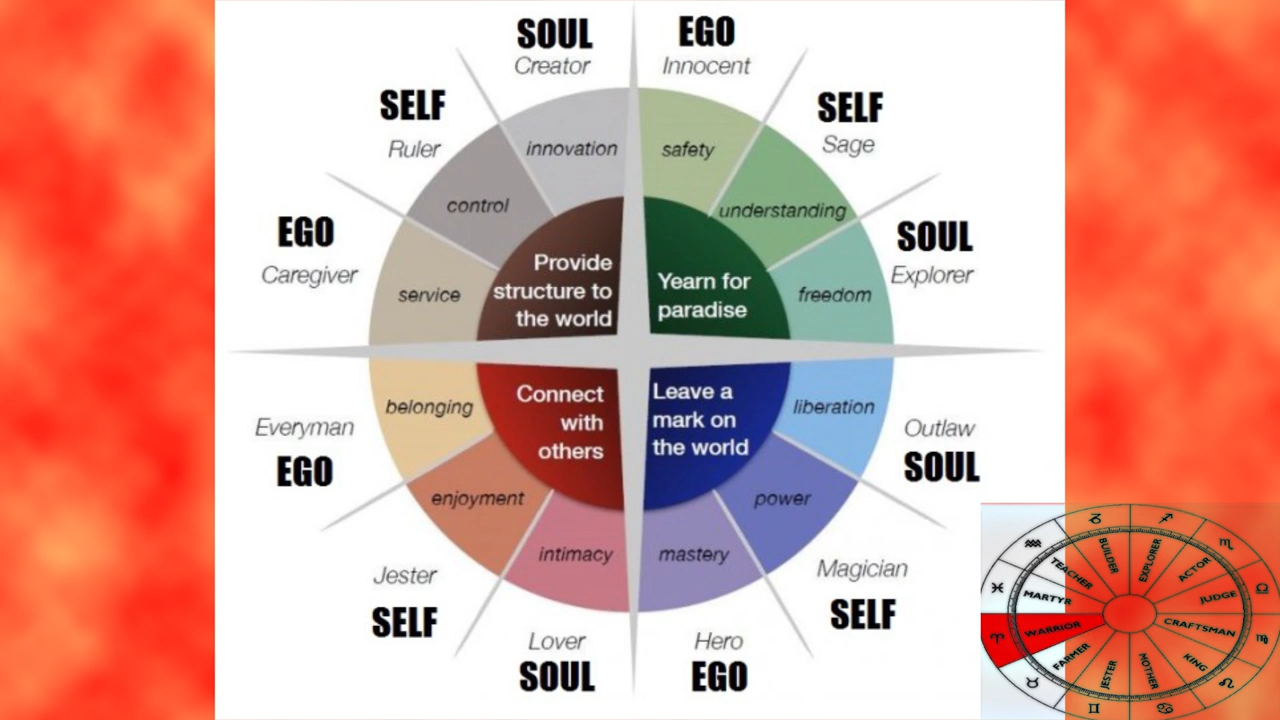 SOUL
Creator
EGO
Innocent
SELF
Ruler
SELF
Sage
innovation
safety
control
understanding
EGO
Caregiver
SOUL
Explorer
service
freedom
Provide
structure to
the world
Yearn for
paradise
Connect
with
others
Leave a
mark on
the world
belonging
liberation
Everyman
EGO
Outlaw
SOUL
enjoyment
power
intimacy
mastery
Jester
SELF
Magician
SELF
Lover
SOUL
Hero
EGO
♑
♐
♒
♏
BUILDER
EXPLORER
TEACHER
ACTOR
♓
MARTYR
JUDGE
♎
♈
WARRIOR
CRAFTSMAN
♍
FARMER
KING
JESTER
MOTHER
♉
♌
♊
♋